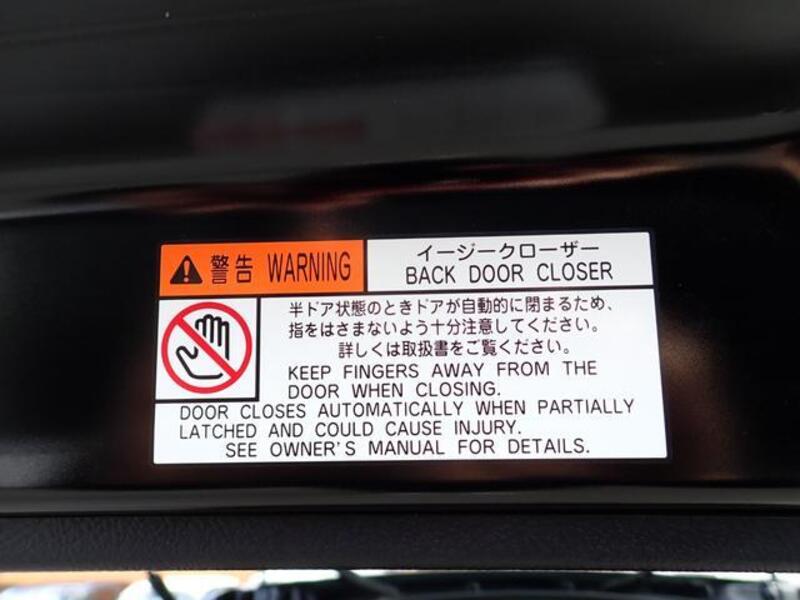 警告 WARNING
イージークローザー
BACK DOOR CLOSER
半ドア状態のときドアが自動的に閉まるため、
指をはさまないよう十分注意してください。
詳しくは取扱書をご覧ください。
KEEP FINGERS AWAY FROM THE
DOOR WHEN CLOSING.
DOOR CLOSES AUTOMATICALLY WHEN PARTIALLY
LATCHED AND COULD CAUSE INJURY.
SEE OWNER'S MANUAL FOR DETAILS.